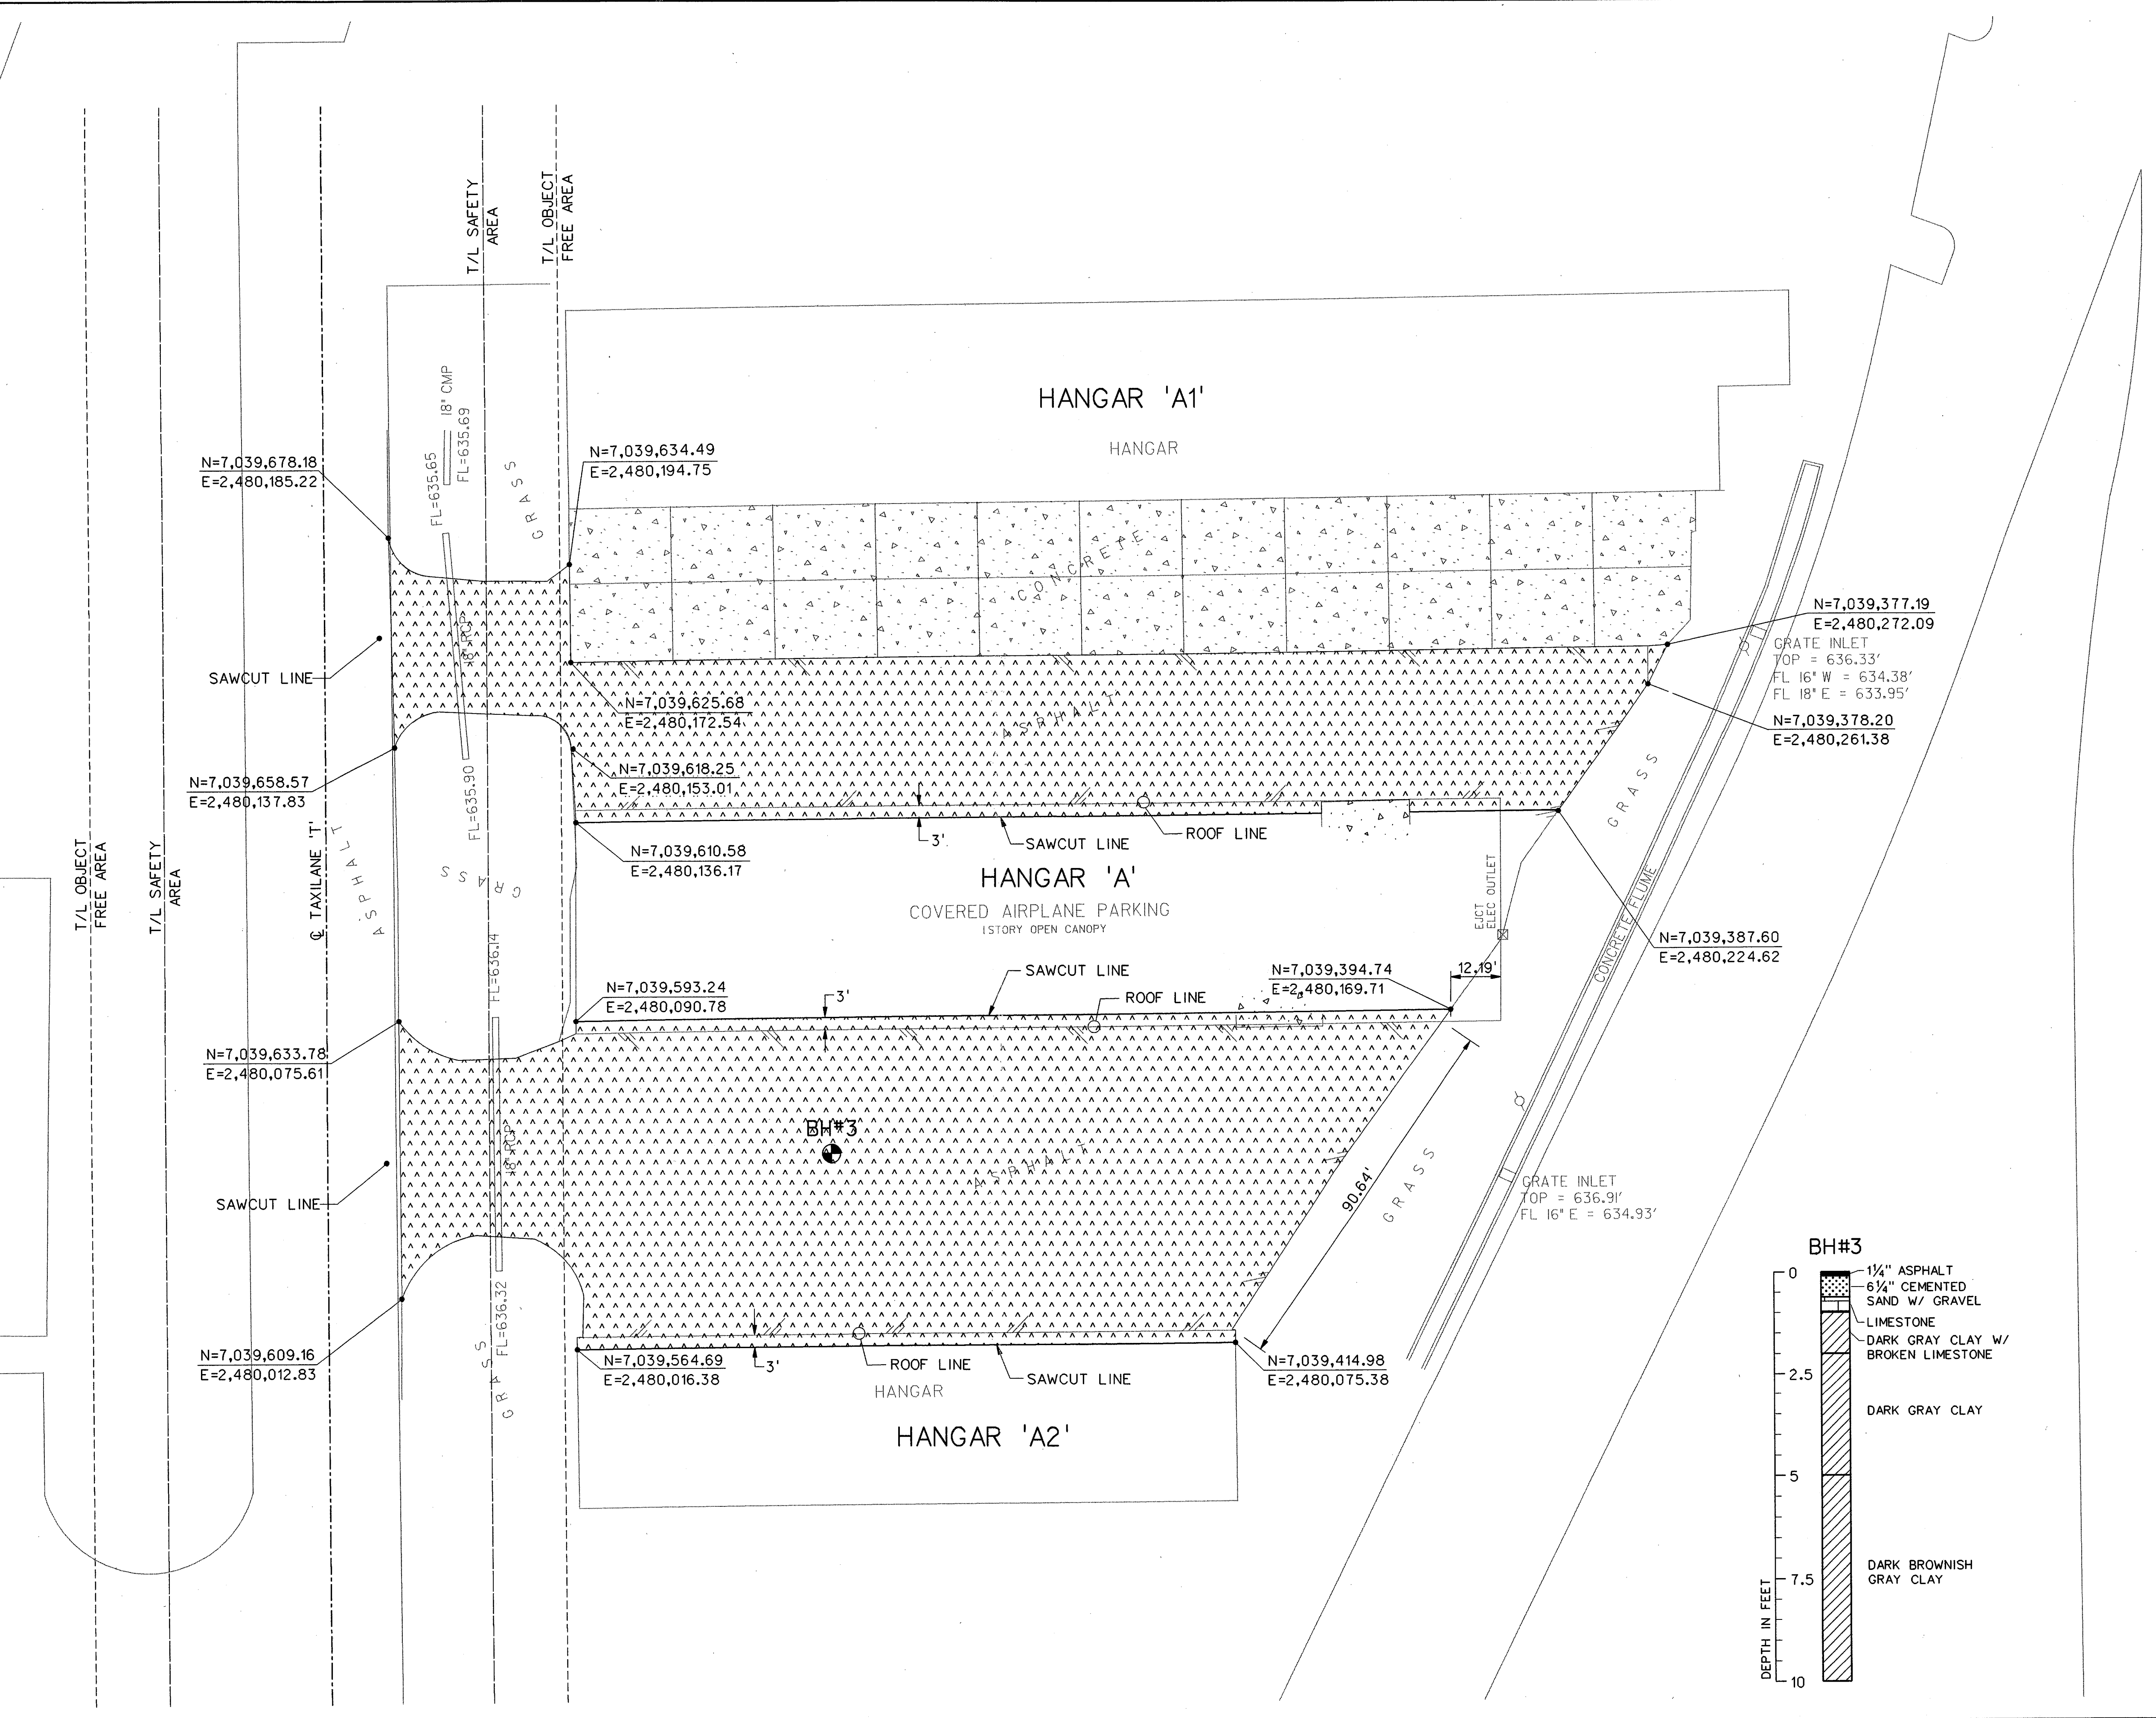 T/L SAFETY
AREA
T/L OBJECT
FREE AREA
HANGAR 'A1'
HANGAR
18" CMP
FL=635.69
FL=635.65
GRASS
N=7,039,678.18
E=2,480,185.22
N=7,039,634.49
E=2,480,194.75
CONCRETE
18" RCP
SAWCUT LINE
N=7,039,377.19
E=2,480,272.09
GRATE INLET
TOP = 636.33'
FL 16" W = 634.38'
FL 18" E = 633.95'
N=7,039,625.68
E=2,480,172.54
ASPHALT
N=7,039,378.20
E=2,480,261.38
N=7,039,618.25
E=2,480,153.01
N=7,039,658.57
E=2,480,137.83
FL=635.90
GRASS
3'
SAWCUT LINE
ROOF LINE
N=7,039,610.58
E=2,480,136.17
T/L OBJECT
FREE AREA
T/L SAFETY
AREA
℄ TAXILANE 'T'
ASPHALT
GRASS
HANGAR 'A'
COVERED AIRPLANE PARKING
1STORY OPEN CANOPY
EJCT
ELEC OUTLET
CONCRETE FLUME
N=7,039,387.60
E=2,480,224.62
FL=636.14
SAWCUT LINE
N=7,039,593.24
E=2,480,090.78
3'
ROOF LINE
N=7,039,394.74
E=2,480,169.71
12.19'
N=7,039,633.78
E=2,480,075.61
BH#3
18" RCP
ASPHALT
90.64'
GRASS
SAWCUT LINE
GRATE INLET
TOP = 636.91'
FL 16" E = 634.93'
FL=636.32
GRASS
N=7,039,609.16
E=2,480,012.83
N=7,039,564.69
E=2,480,016.38
3'
ROOF LINE
HANGAR
SAWCUT LINE
N=7,039,414.98
E=2,480,075.38
HANGAR 'A2'
BH#3
0
1¼" ASPHALT
6¼" CEMENTED
SAND W/ GRAVEL
LIMESTONE
DARK GRAY CLAY W/
BROKEN LIMESTONE
2.5
DARK GRAY CLAY
5
DARK BROWNISH
GRAY CLAY
7.5
DEPTH IN FEET
10